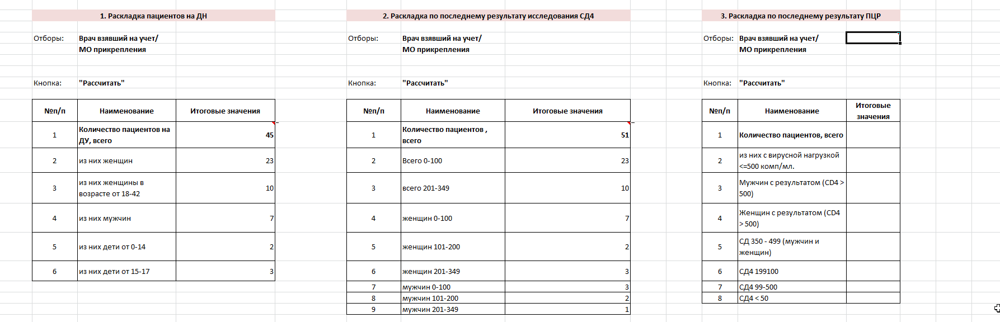 1. Раскладка пациентов на ДН
Отборы: Врач взявший на учет/
МО прикрепления
Кнопка: "Рассчитать"
№п/п Наименование Итоговые значения
1 Количество пациентов на
ДУ, всего 45
2 из них женщин 23
3 из них женщины в
возрасте от 18-42 10
4 из них мужчин 7
5 из них дети от 0-14 2
6 из них дети от 15-17 3
2. Раскладка по последнему результату исследования СД4
Отборы: Врач взявший на учет/
МО прикрепления
Кнопка: "Рассчитать"
№п/п Наименование Итоговые значения
1 Количество пациентов ,
всего 51
2 Всего 0-100 23
3 всего 201-349 10
4 женщин 0-100 7
5 женщин 101-200 2
6 женщин 201-349 3
7 мужчин 0-100 3
8 мужчин 101-200 2
9 мужчин 201-349 1
3. Раскладка по последнему результату ПЦР
Отборы: Врач взявший на учет/
МО прикрепления
Кнопка: "Рассчитать"
№п/п Наименование Итоговые
значения
1 Количество пациентов, всего
2 из них с вирусной нагрузкой
<=500 комп/мл.
3 Мужчин с результатом (CD4 >
500)
4 Женщин с результатом (CD4
> 500)
5 СД 350 - 499 (мужчин и
женщин)
6 СД4 199100
7 СД4 99-500
8 СД4 < 50